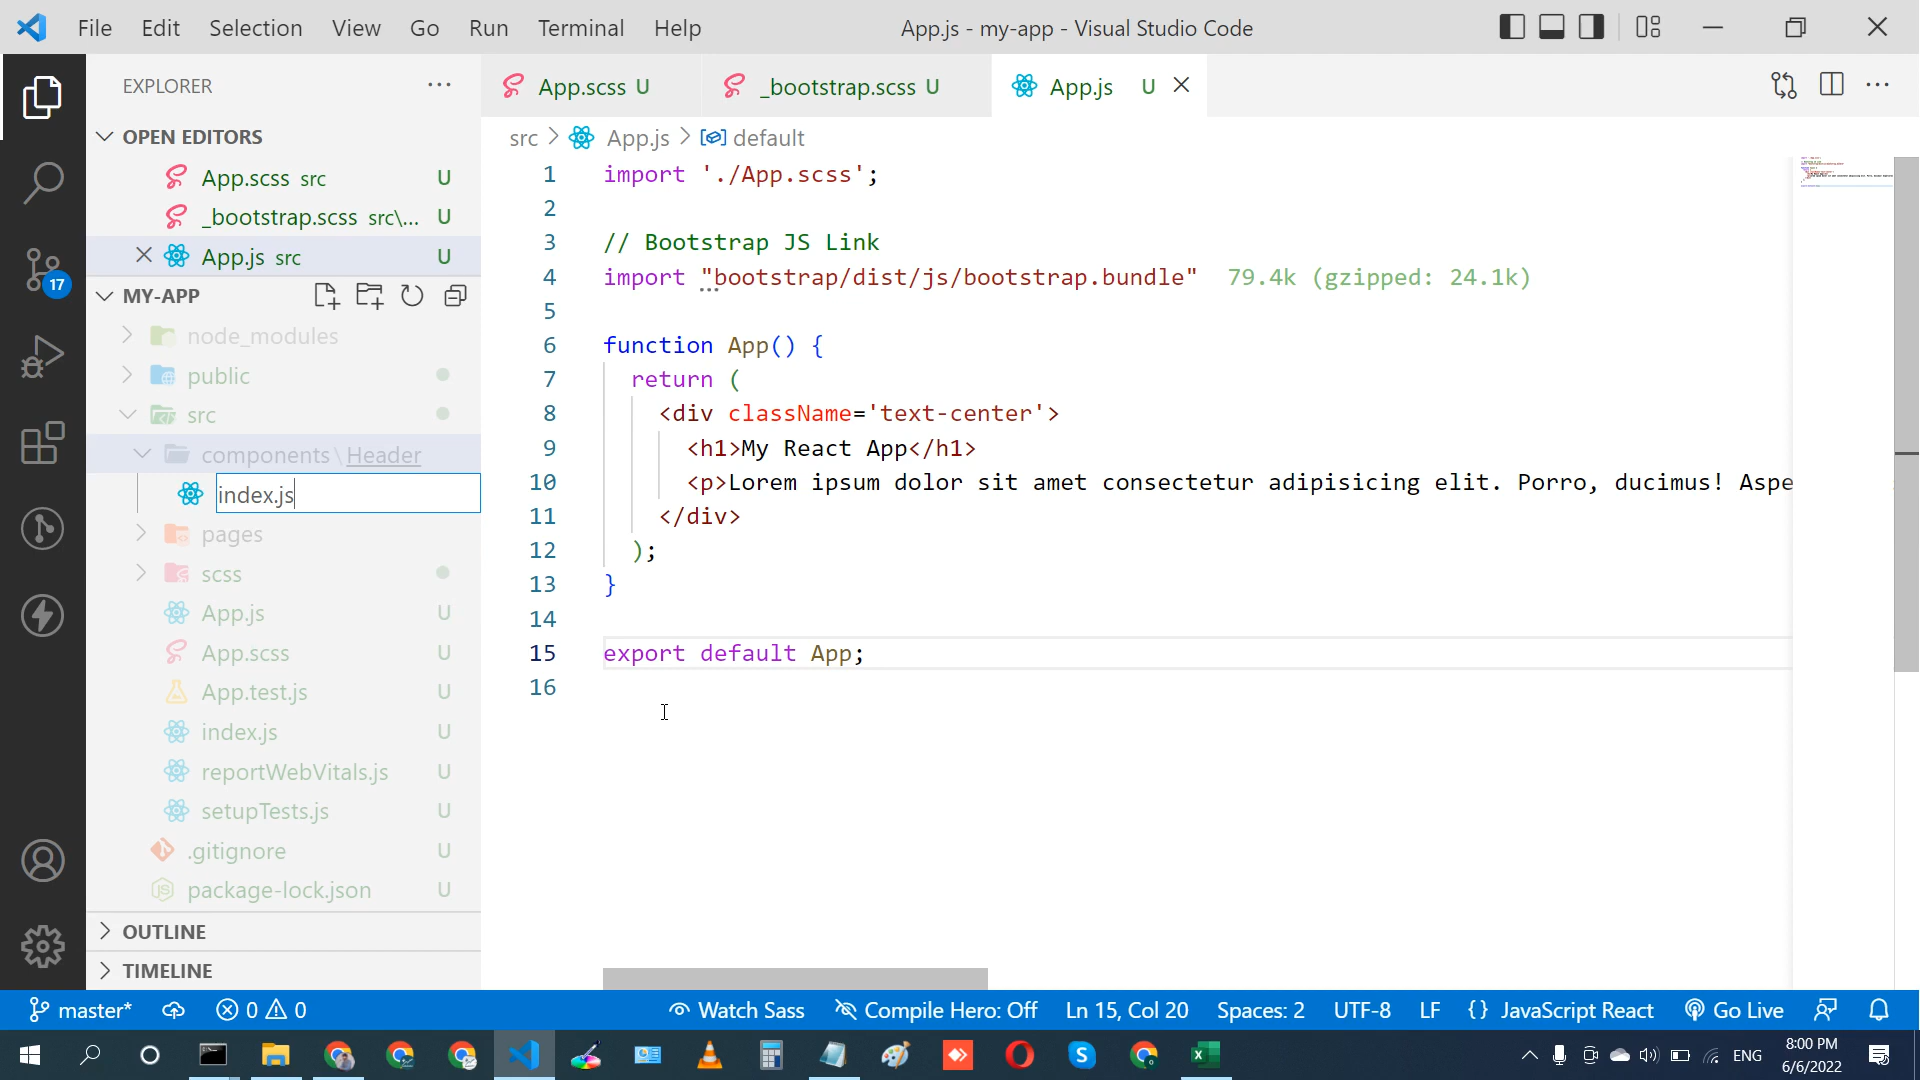 File Edit Selection View Go Run Terminal Help App.js - my-app - Visual Studio Code
EXPLORER
OPEN EDITORS
App.scss src U
_bootstrap.scss src\... U
App.js src U
MY-APP
node_modules
public
src
components \ Header
index.js
pages
scss
App.js U
App.scss U
App.test.js U
index.js U
reportWebVitals.js U
setupTests.js U
.gitignore U
package-lock.json U
OUTLINE
TIMELINE
17
App.scss U _bootstrap.scss U App.js U
src > App.js > default
1 import './App.scss';
2
3 // Bootstrap JS Link
4 import "bootstrap/dist/js/bootstrap.bundle" 79.4k (gzipped: 24.1k)
5
6 function App() {
7 return (
8 <div className='text-center'>
9 <h1>My React App</h1>
10 <p>Lorem ipsum dolor sit amet consectetur adipisicing elit. Porro, ducimus! Aspe
11 </div>
12 );
13 }
14
15 export default App;
16
master* 0 0 Watch Sass Compile Hero: Off Ln 15, Col 20 Spaces: 2 UTF-8 LF {} JavaScript React Go Live
ENG 8:00 PM
6/6/2022